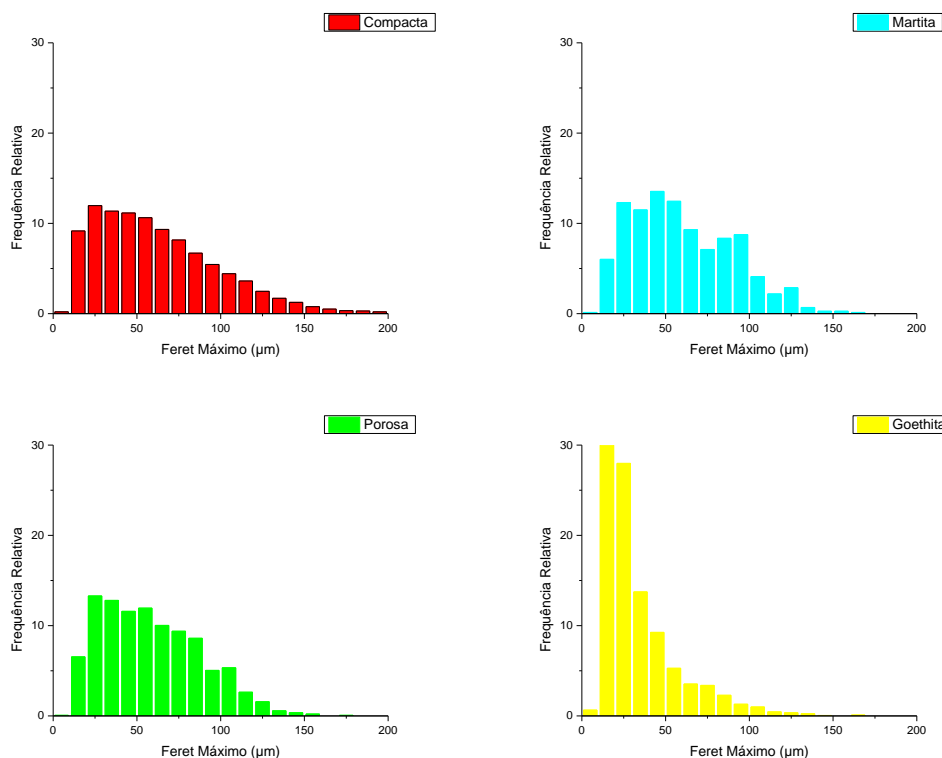 Compacta
30
20
10
0
0 50 100 150 200
Frequência Relativa
Feret Máximo (µm)
Martita
30
20
10
0
0 50 100 150 200
Frequência Relativa
Feret Máximo (µm)
Porosa
30
20
10
0
0 50 100 150 200
Frequência Relativa
Feret Máximo (µm)
Goethita
30
20
10
0
0 50 100 150 200
Frequência Relativa
Feret Máximo (µm)